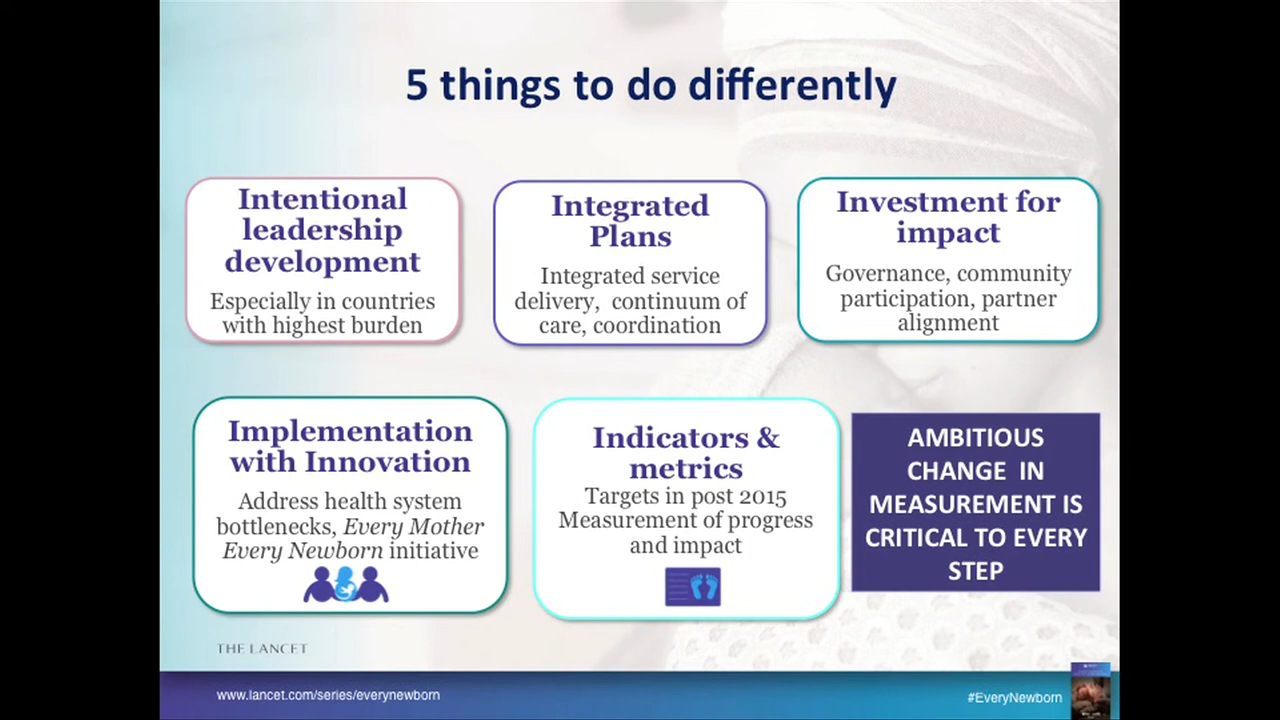 5 things to do differently
Intentional
leadership
development
Especially in countries
with highest burden
Integrated
Plans
Integrated service
delivery, continuum of
care, coordination
Investment for
impact
Governance, community
participation, partner
alignment
Implementation
with Innovation
Address health system
bottlenecks, Every Mother
Every Newborn initiative
Indicators &
metrics
Targets in post 2015
Measurement of progress
and impact
AMBITIOUS
CHANGE IN
MEASUREMENT IS
CRITICAL TO EVERY
STEP
THE LANCET
www.lancet.com/series/everynewborn
#EveryNewborn